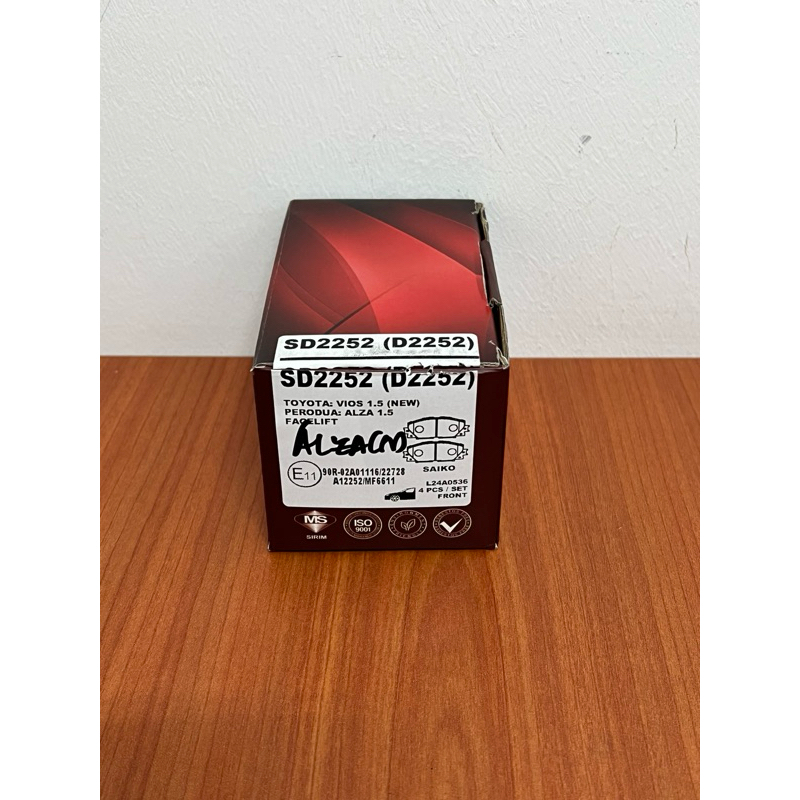 SD2252 (D2252)
SD2252 (D2252)
TOYOTA: VIOS 1.5 (NEW)
PERODUA: ALZA 1.5
FACELIFT
SAIKO
E11
90R-02A01116/22728
A12252/MF6611
L24A0536
4 PCS / SET
FRONT
MS
SIRIM
ISO
9001